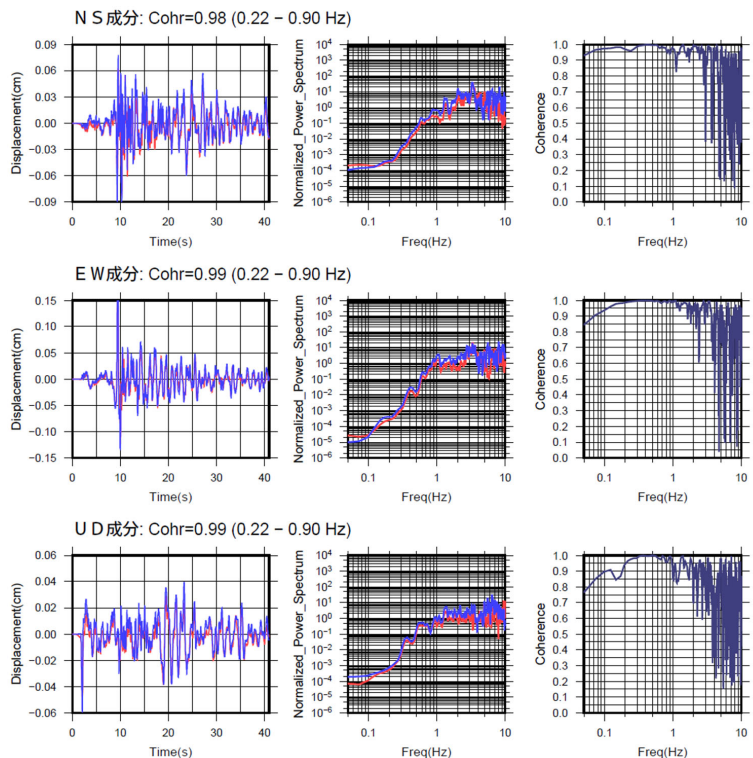 ＮＳ成分: Cohr=0.98 (0.22 − 0.90 Hz)
Displacement(cm)
0.09
0.06
0.03
0.00
−0.03
−0.06
−0.09
0 10 20 30 40
Time(s)
Normalized_Power_Spectrum
10⁴
10³
10²
10¹
10⁰
10⁻¹
10⁻²
10⁻³
10⁻⁴
10⁻⁵
10⁻⁶
0.1 1 10
Freq(Hz)
Coherence
1.0
0.9
0.8
0.7
0.6
0.5
0.4
0.3
0.2
0.1
0.0
0.1 1 10
Freq(Hz)
ＥＷ成分: Cohr=0.99 (0.22 − 0.90 Hz)
Displacement(cm)
0.15
0.10
0.05
0.00
−0.05
−0.10
−0.15
0 10 20 30 40
Time(s)
Normalized_Power_Spectrum
10⁴
10³
10²
10¹
10⁰
10⁻¹
10⁻²
10⁻³
10⁻⁴
10⁻⁵
10⁻⁶
0.1 1 10
Freq(Hz)
Coherence
1.0
0.9
0.8
0.7
0.6
0.5
0.4
0.3
0.2
0.1
0.0
0.1 1 10
Freq(Hz)
ＵＤ成分: Cohr=0.99 (0.22 − 0.90 Hz)
Displacement(cm)
0.06
0.04
0.02
0.00
−0.02
−0.04
−0.06
0 10 20 30 40
Time(s)
Normalized_Power_Spectrum
10⁴
10³
10²
10¹
10⁰
10⁻¹
10⁻²
10⁻³
10⁻⁴
10⁻⁵
10⁻⁶
0.1 1 10
Freq(Hz)
Coherence
1.0
0.9
0.8
0.7
0.6
0.5
0.4
0.3
0.2
0.1
0.0
0.1 1 10
Freq(Hz)